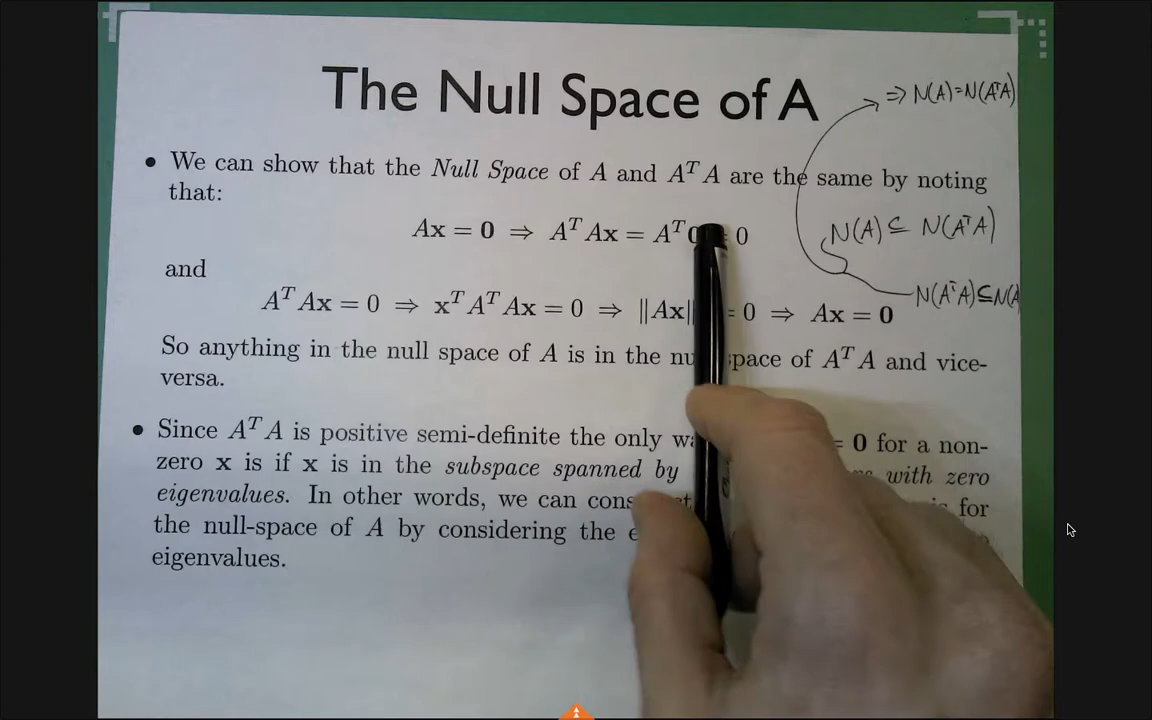 The Null Space of A
⇒ N(A)=N(AᵀA)
• We can show that the Null Space of A and AᵀA are the same by noting
that:
Ax = 0 ⇒ AᵀAx = Aᵀ0 = 0
N(A) ⊆ N(AᵀA)
and
AᵀAx = 0 ⇒ xᵀAᵀAx = 0 ⇒ ‖Ax‖ = 0 ⇒ Ax = 0
N(AᵀA)⊆N(A
So anything in the null space of A is in the null space of AᵀA and vice-
versa.
• Since AᵀA is positive semi-definite the only = 0 for a non-
zero x is if x is in the subspace spanned by with zero
eigenvalues. In other words, we can for
the null-space of A by considering the
eigenvalues.